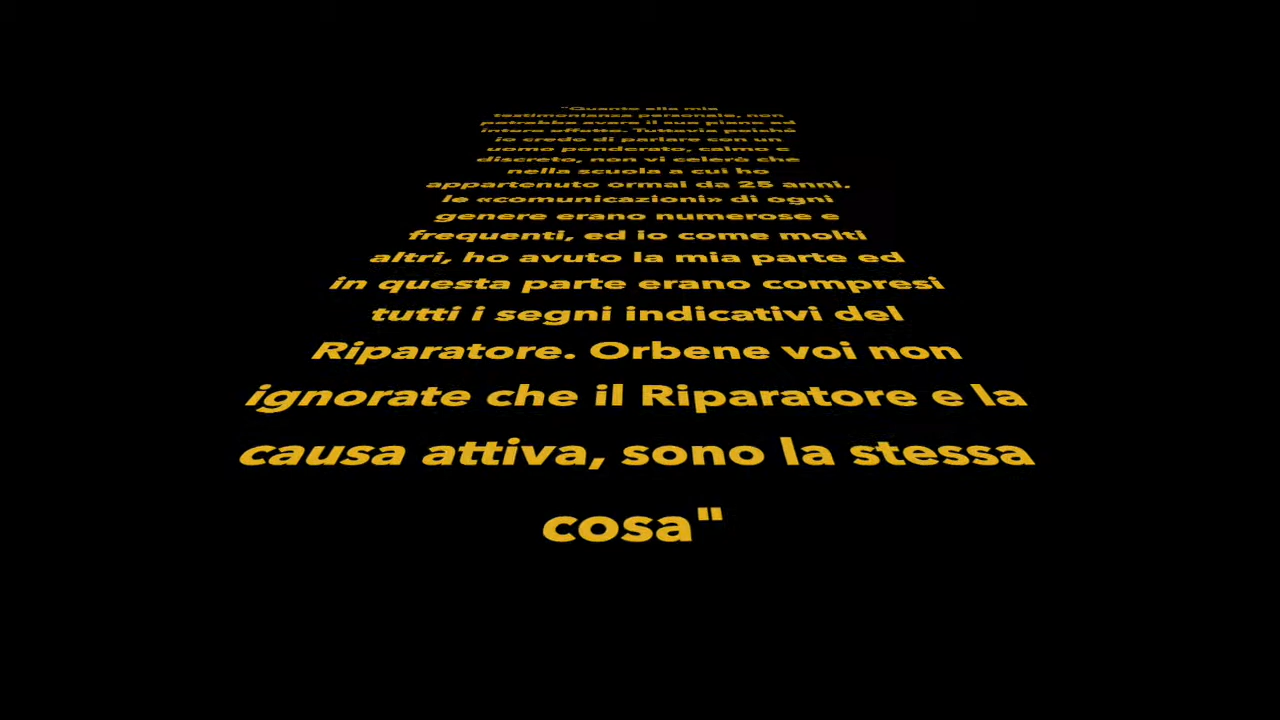 "Quanto alla mia
testimonianza personale, non
potrebbe avere il suo piano ed
intero effetto. Tuttavia poiché
io credo di parlare con un
uomo ponderato, calmo e
discreto, non vi celerò che
nella scuola a cui ho
appartenuto ormai da 25 anni,
le «comunicazioni» di ogni
genere erano numerose e
frequenti, ed io come molti
altri, ho avuto la mia parte ed
in questa parte erano compresi
tutti i segni indicativi del
Riparatore. Orbene voi non
ignorate che il Riparatore e la
causa attiva, sono la stessa
cosa"